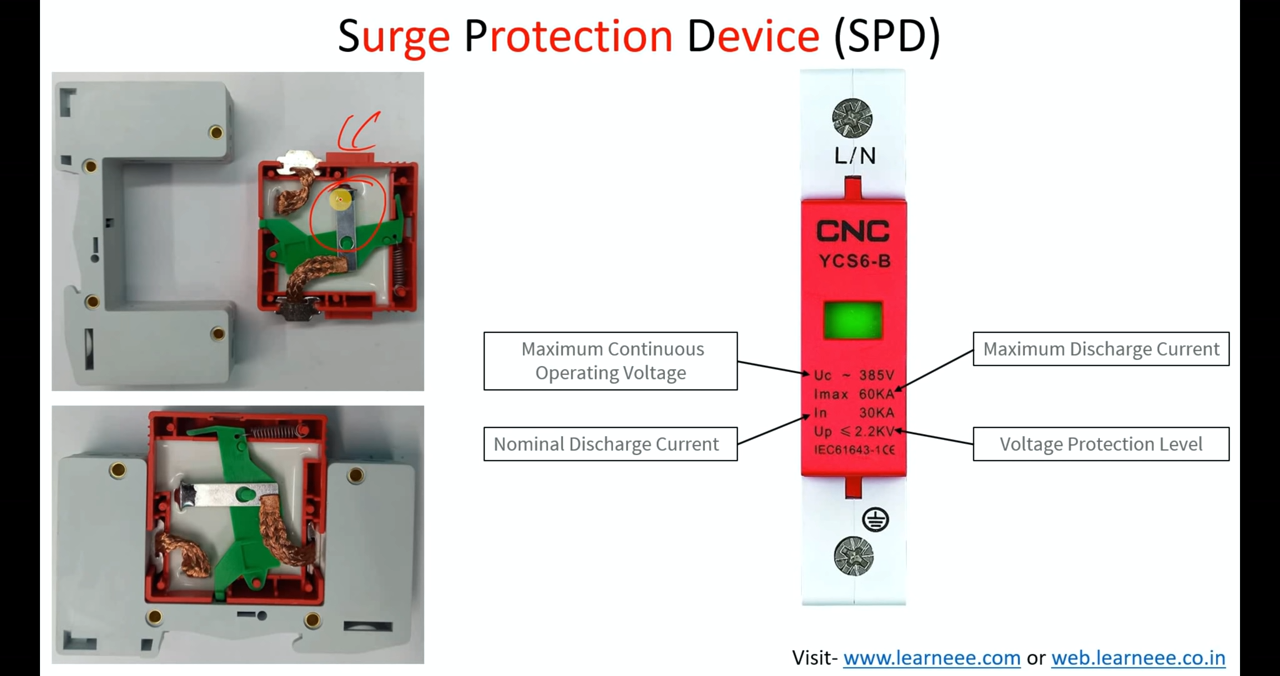 Surge Protection Device (SPD)
L/N
CNC
YCS6-B
Maximum Continuous
Operating Voltage
Maximum Discharge Current
Uc ~ 385V
Imax 60KA
In 30KA
Up ≤ 2.2KV
IEC61643-1 CE
Nominal Discharge Current
Voltage Protection Level
Visit- www.learneee.com or web.learneee.co.in